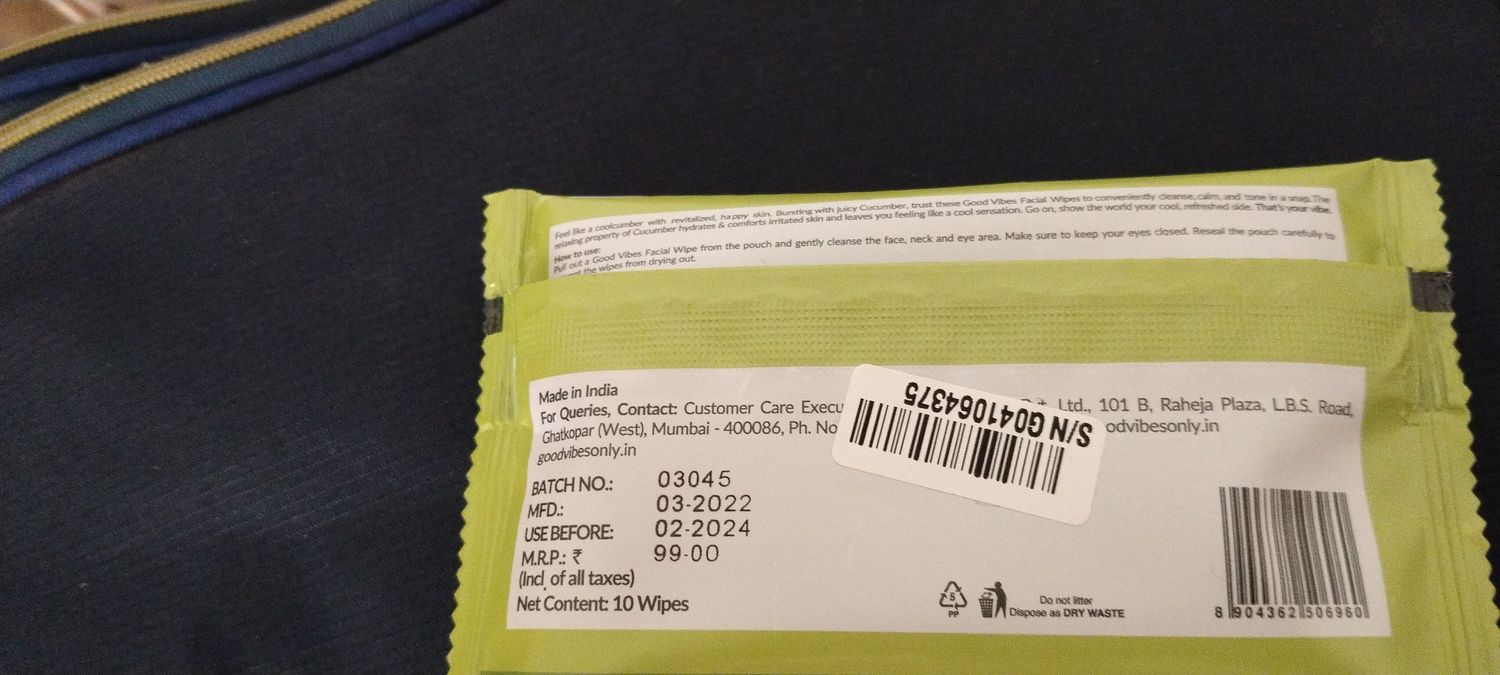 Feel like a coolcumber with revitalized, happy skin. Bursting with juicy Cucumber, trust these Good Vibes Facial Wipes to conveniently cleanse, calm, and tone in a snap. The
relaxing property of Cucumber hydrates & comforts irritated skin and leaves you feeling like a cool sensation. Go on, show the world your cool, refreshed side. That's your vibe.
How to use:
Pull out a Good Vibes Facial Wipe from the pouch and gently cleanse the face, neck and eye area. Make sure to keep your eyes closed. Reseal the pouch carefully to
the wipes from drying out.
Made in India
For Queries, Contact: Customer Care Execu Ltd., 101 B, Raheja Plaza, L.B.S. Road,
Ghatkopar (West), Mumbai - 400086, Ph. No odvibesonly.in
goodvibesonly.in
S/N G041064375
BATCH NO.: 03045
MFD.: 03-2022
USE BEFORE: 02-2024
M.R.P.: ₹ 99-00
(Incl. of all taxes)
Net Content: 10 Wipes
5
PP
Do not litter
Dispose as DRY WASTE
8 904362 506960